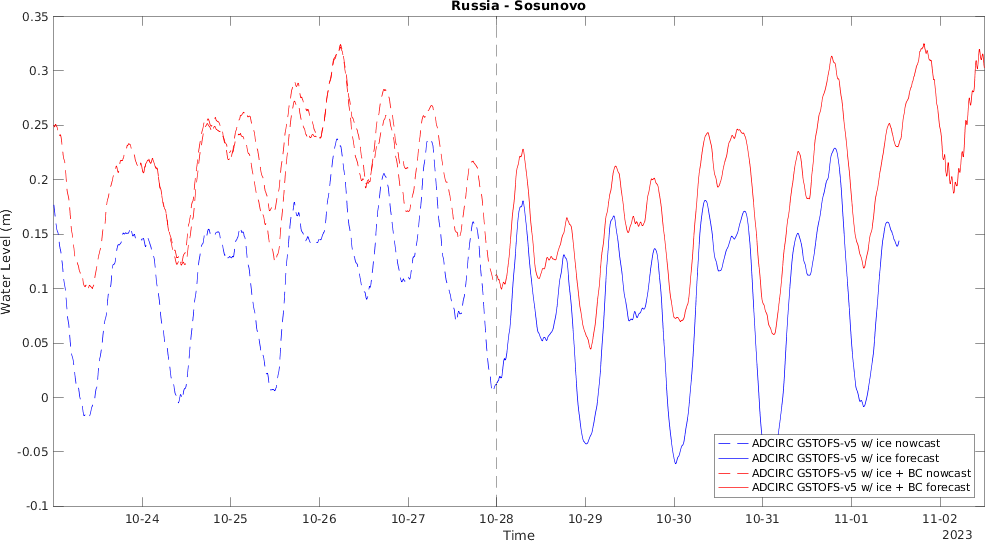 Russia - Sosunovo
0.35
0.3
0.25
0.2
0.15
0.1
0.05
0
-0.05
-0.1
Water Level (m)
ADCIRC GSTOFS-v5 w/ ice nowcast
ADCIRC GSTOFS-v5 w/ ice forecast
ADCIRC GSTOFS-v5 w/ ice + BC nowcast
ADCIRC GSTOFS-v5 w/ ice + BC forecast
10-24 10-25 10-26 10-27 10-28 10-29 10-30 10-31 11-01 11-02
Time
2023